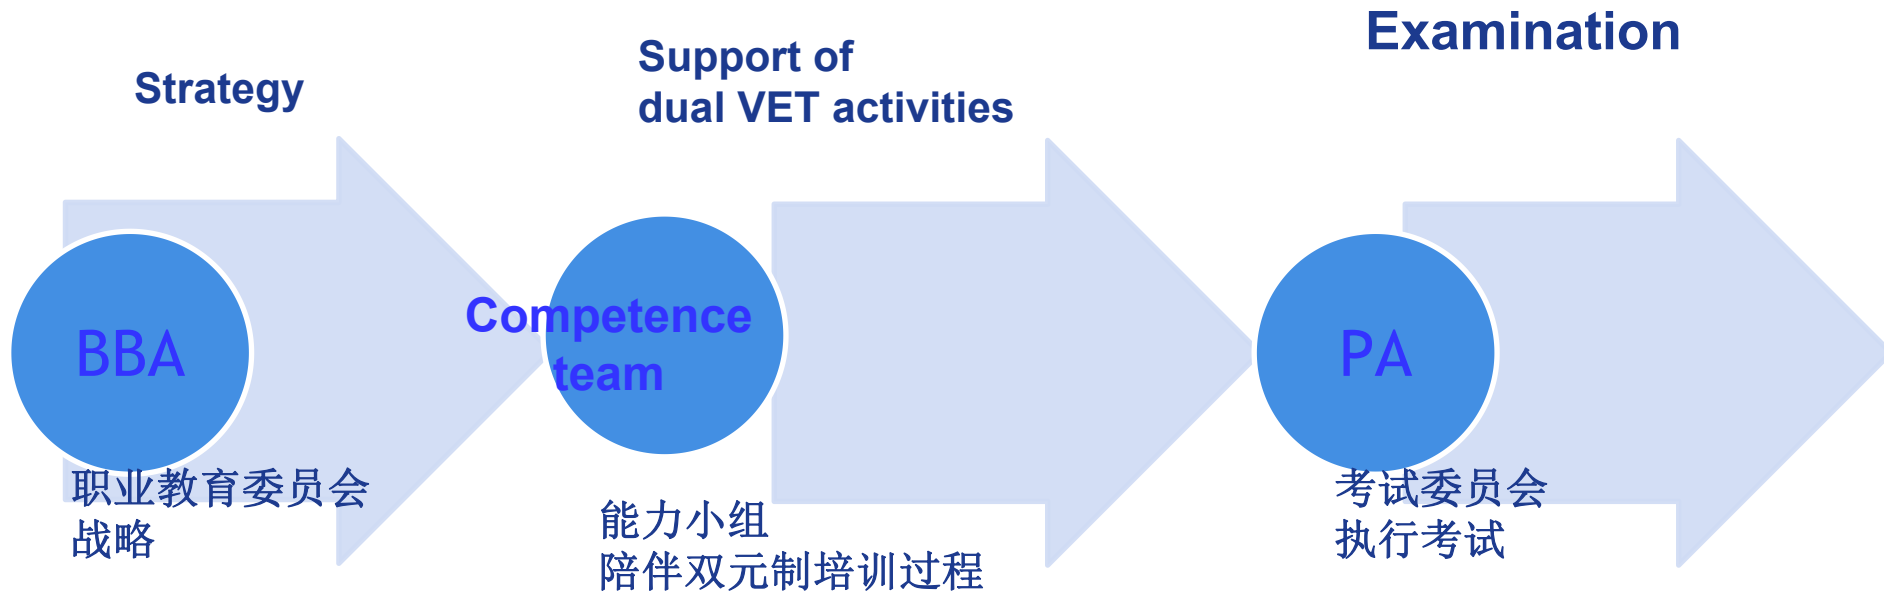 Strategy
BBA
职业教育委员会
战略
Support of
dual VET activities
Competence
team
能力小组
陪伴双元制培训过程
Examination
PA
考试委员会
执行考试